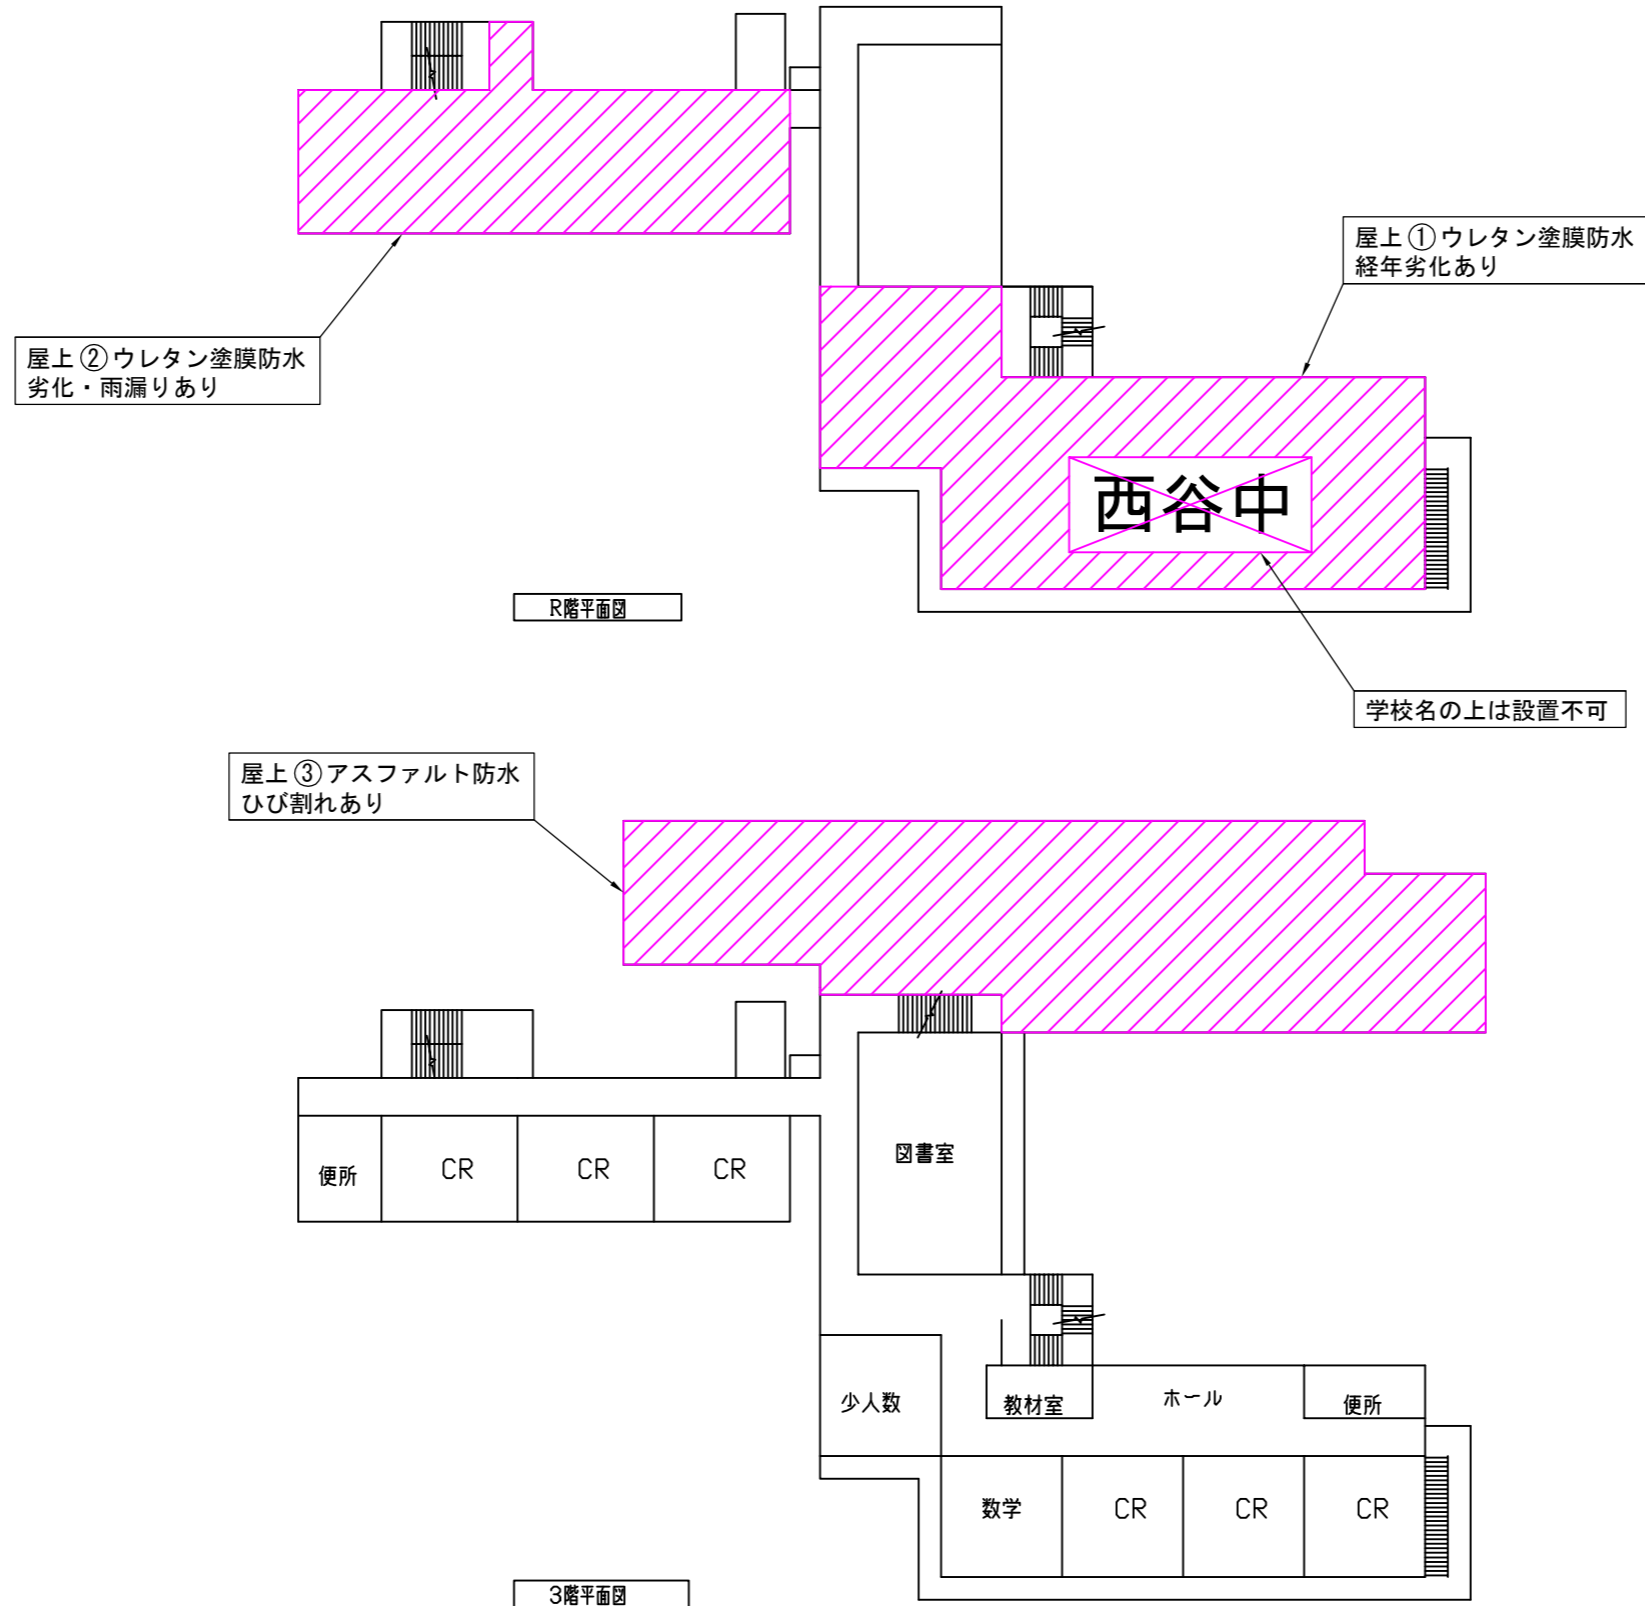 屋上①ウレタン塗膜防水
経年劣化あり
屋上②ウレタン塗膜防水
劣化・雨漏りあり
西谷中
R階平面図
学校名の上は設置不可
屋上③アスファルト防水
ひび割れあり
図書室
便所
CR
CR
CR
少人数
教材室
ホール
便所
数学
CR
CR
CR
3階平面図